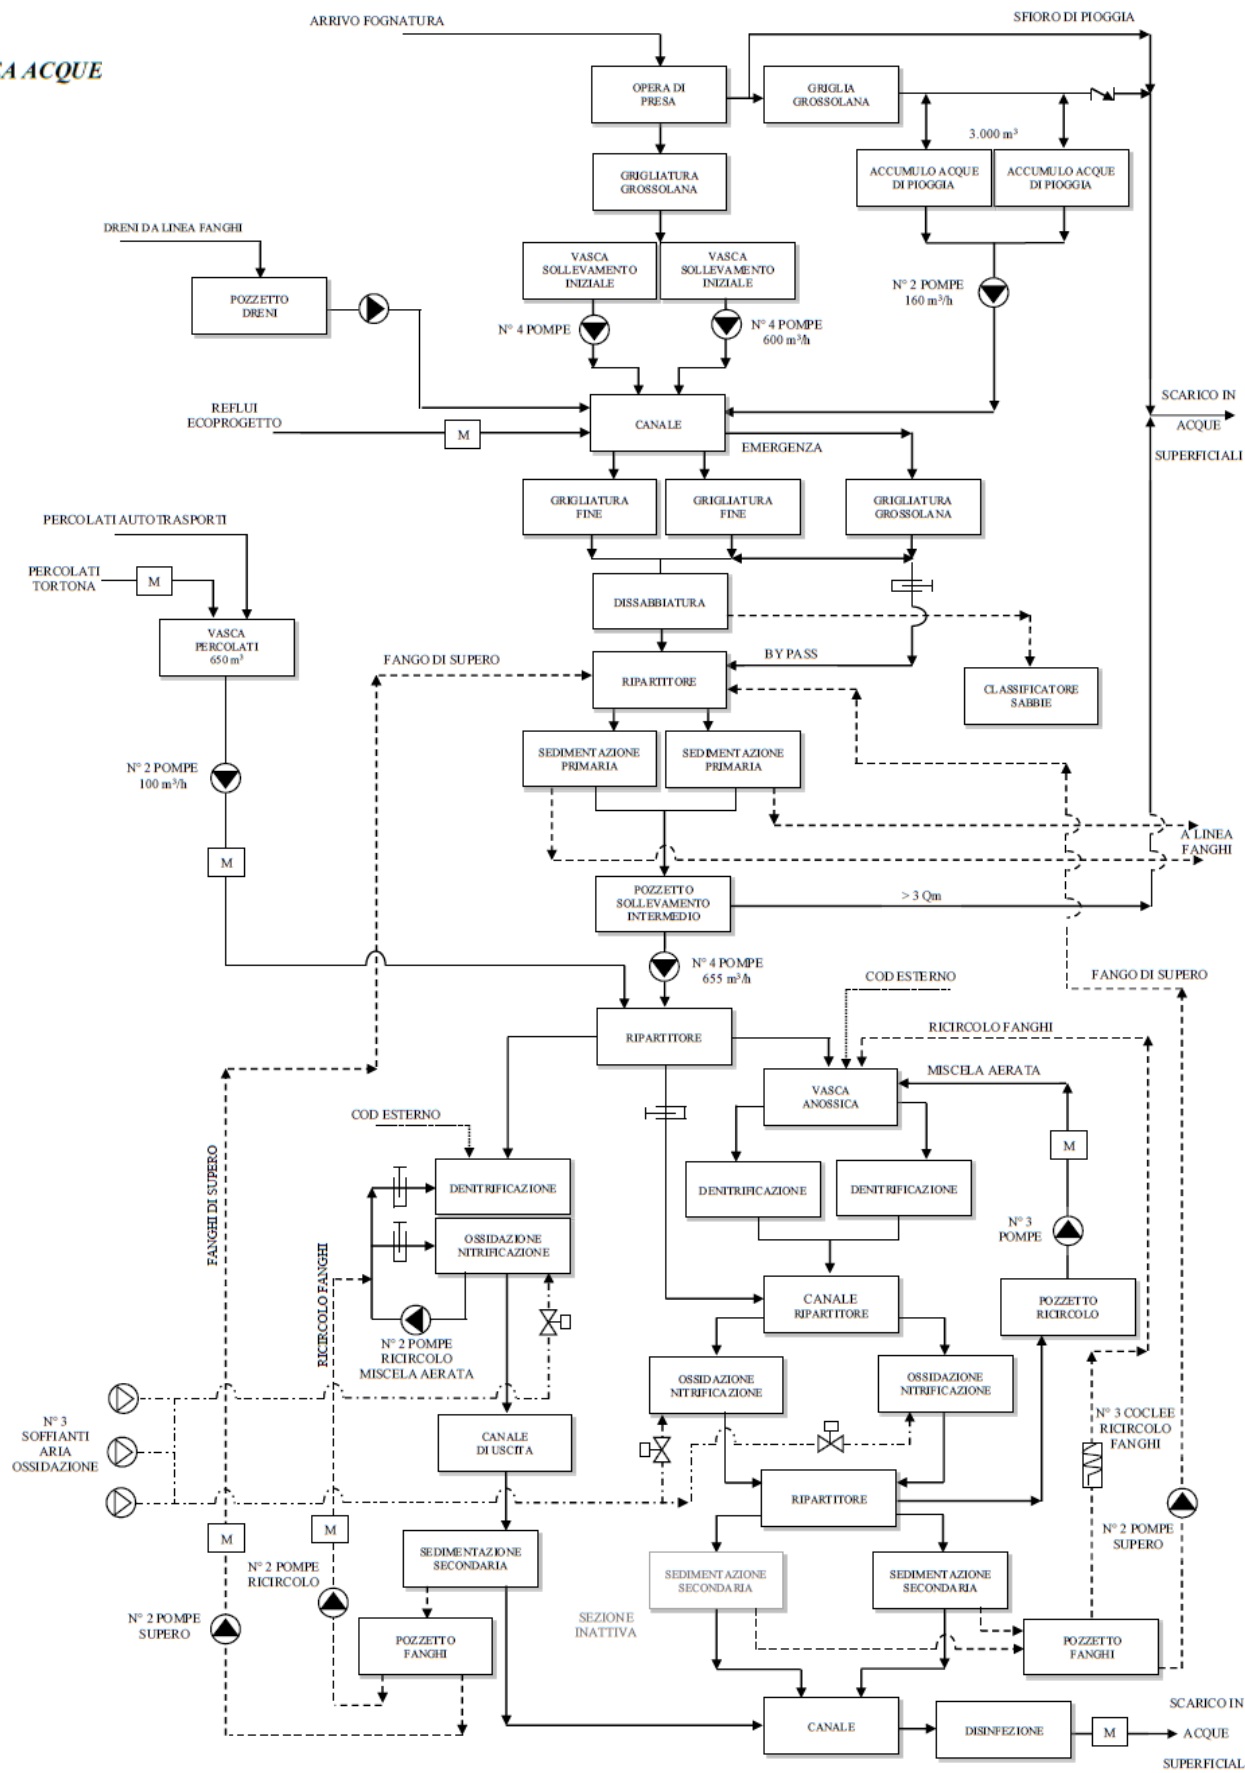 ARRIVO FOGNATURA
SFIORO DI PIOGGIA
A ACQUE
OPERA DI
PRESA
GRIGLIA
GROSSOLANA
3.000 m³
GRIGLIATURA
GROSSOLANA
ACCUMULO ACQUE
DI PIOGGIA
ACCUMULO ACQUE
DI PIOGGIA
DRENI DA LINEA FANGHI
VASCA
SOLLEVAMENTO
INIZIALE
VASCA
SOLLEVAMENTO
INIZIALE
POZZETTO
DRENI
N° 2 POMPE
160 m³/h
N° 4 POMPE
N° 4 POMPE
600 m³/h
REFLUI
ECOPROGETTO
M
CANALE
EMERGENZA
SCARICO IN
ACQUE
SUPERFICIALI
GRIGLIATURA
FINE
GRIGLIATURA
FINE
GRIGLIATURA
GROSSOLANA
PERCOLATI AUTOTRASPORTI
PERCOLATI
TORTONA
M
DISSABBIATURA
VASCA
PERCOLATI
650 m³
FANGO DI SUPERO
BY PASS
RIPARTITORE
CLASSIFICATORE
SABBIE
SEDIMENTAZIONE
PRIMARIA
SEDIMENTAZIONE
PRIMARIA
N° 2 POMPE
100 m³/h
M
A LINEA
FANGHI
POZZETTO
SOLLEVAMENTO
INTERMEDIO
> 3 Qm
N° 4 POMPE
655 m³/h
COD ESTERNO
FANGO DI SUPERO
RIPARTITORE
RICIRCOLO FANGHI
MISCELA AERATA
VASCA
ANOSSICA
COD ESTERNO
M
FANGHI DI SUPERO
DENITRIFICAZIONE
DENITRIFICAZIONE
DENITRIFICAZIONE
OSSIDAZIONE
NITRIFICAZIONE
N° 3
POMPE
RICIRCOLO FANGHI
CANALE
RIPARTITORE
POZZETTO
RICIRCOLO
N° 2 POMPE
RICIRCOLO
MISCELA AERATA
OSSIDAZIONE
NITRIFICAZIONE
OSSIDAZIONE
NITRIFICAZIONE
N° 3
SOFFIANTI
ARIA
OSSIDAZIONE
CANALE
DI USCITA
N° 3 COCLEE
RICIRCOLO
FANGHI
RIPARTITORE
M
M
SEDIMENTAZIONE
SECONDARIA
N° 2 POMPE
SUPERO
N° 2 POMPE
RICIRCOLO
SEDIMENTAZIONE
SECONDARIA
SEDIMENTAZIONE
SECONDARIA
N° 2 POMPE
SUPERO
SEZIONE
INATTIVA
POZZETTO
FANGHI
POZZETTO
FANGHI
CANALE
DISINFEZIONE
M
SCARICO IN
ACQUE
SUPERFICIAL